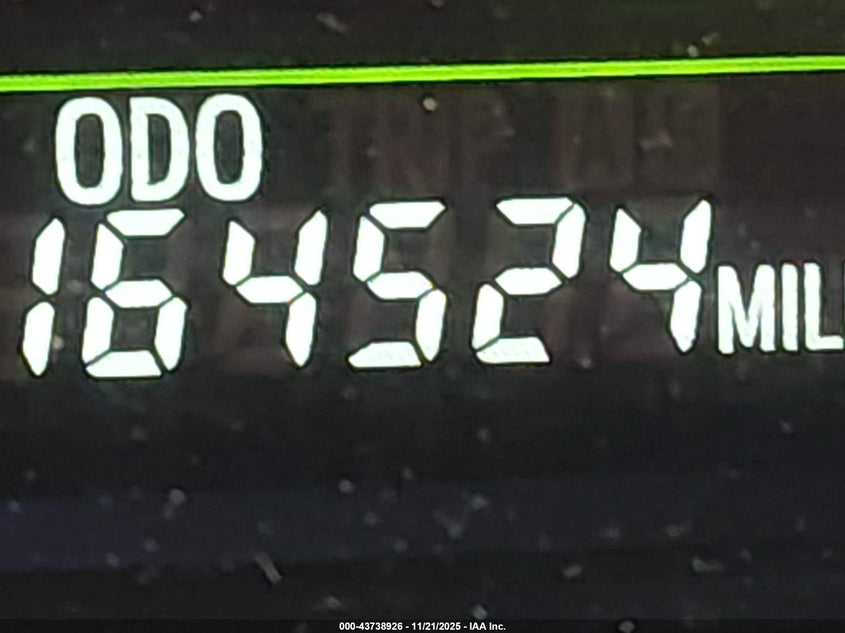 ODO
164524 MIL
000-43738926 - 11/21/2025 - IAA Inc.